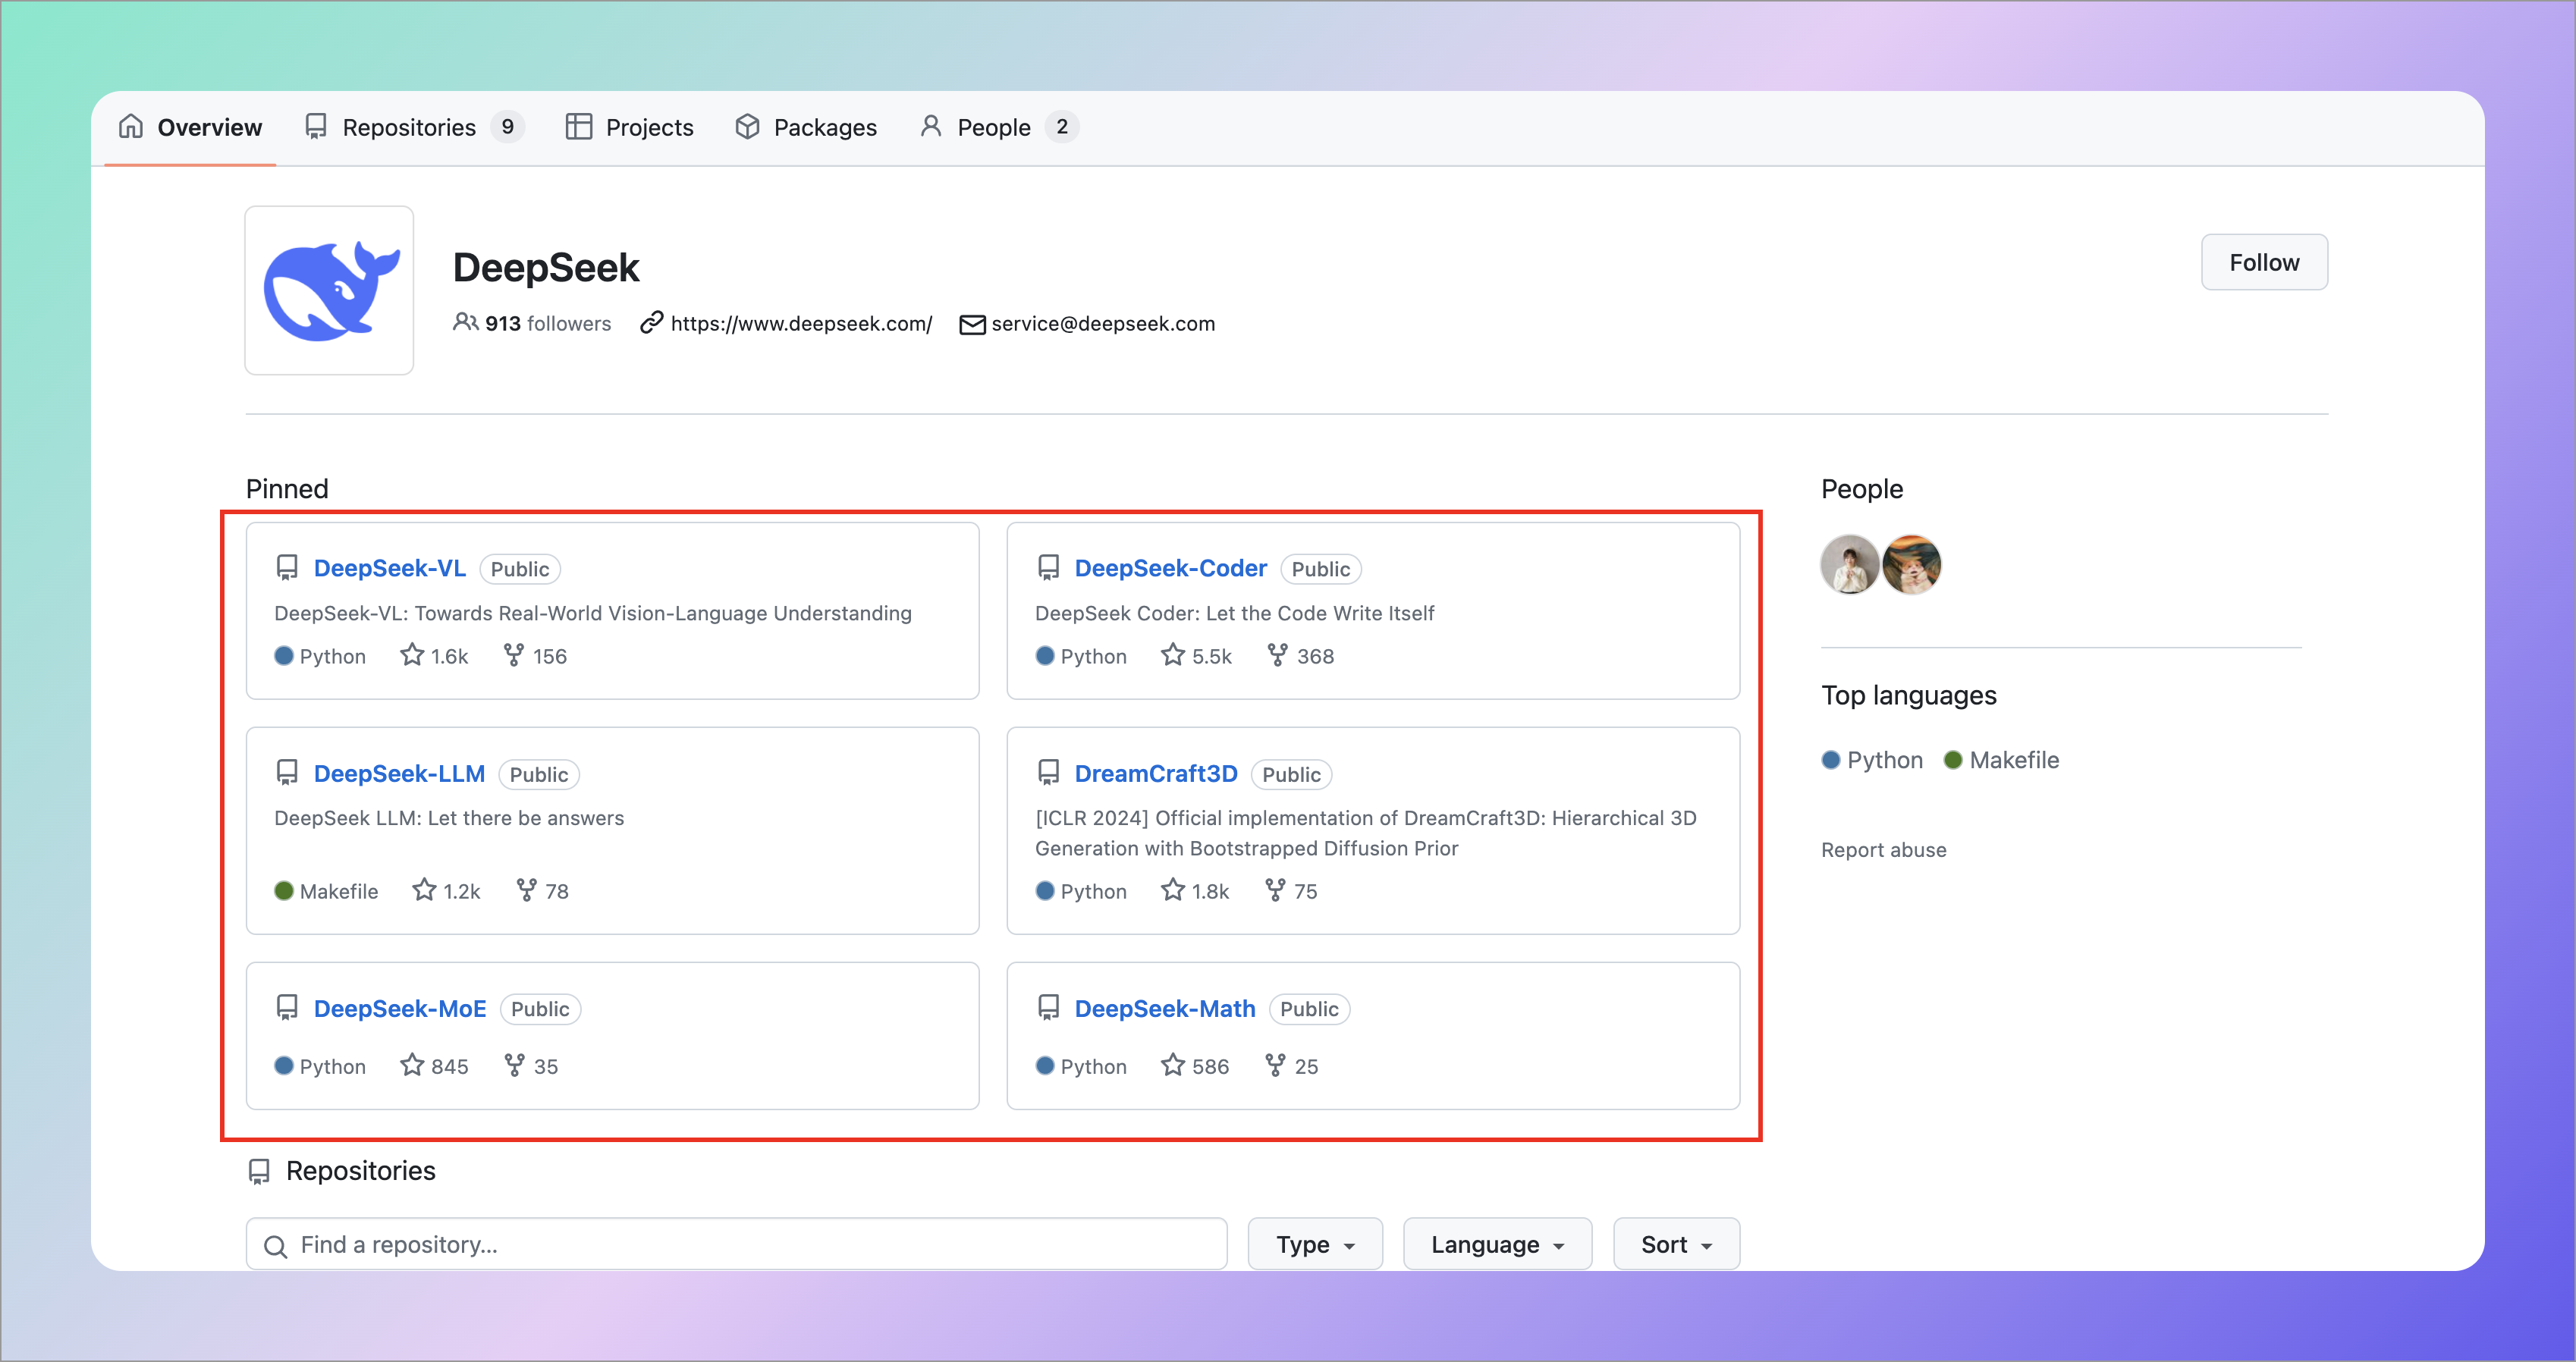 Overview Repositories 9 Projects Packages People 2
DeepSeek
Follow
913 followers https://www.deepseek.com/ service@deepseek.com
Pinned
DeepSeek-VL Public
DeepSeek-VL: Towards Real-World Vision-Language Understanding
Python 1.6k 156
DeepSeek-Coder Public
DeepSeek Coder: Let the Code Write Itself
Python 5.5k 368
DeepSeek-LLM Public
DeepSeek LLM: Let there be answers
Makefile 1.2k 78
DreamCraft3D Public
[ICLR 2024] Official implementation of DreamCraft3D: Hierarchical 3D
Generation with Bootstrapped Diffusion Prior
Python 1.8k 75
DeepSeek-MoE Public
Python 845 35
DeepSeek-Math Public
Python 586 25
People
Top languages
Python Makefile
Report abuse
Repositories
Find a repository... Type Language Sort